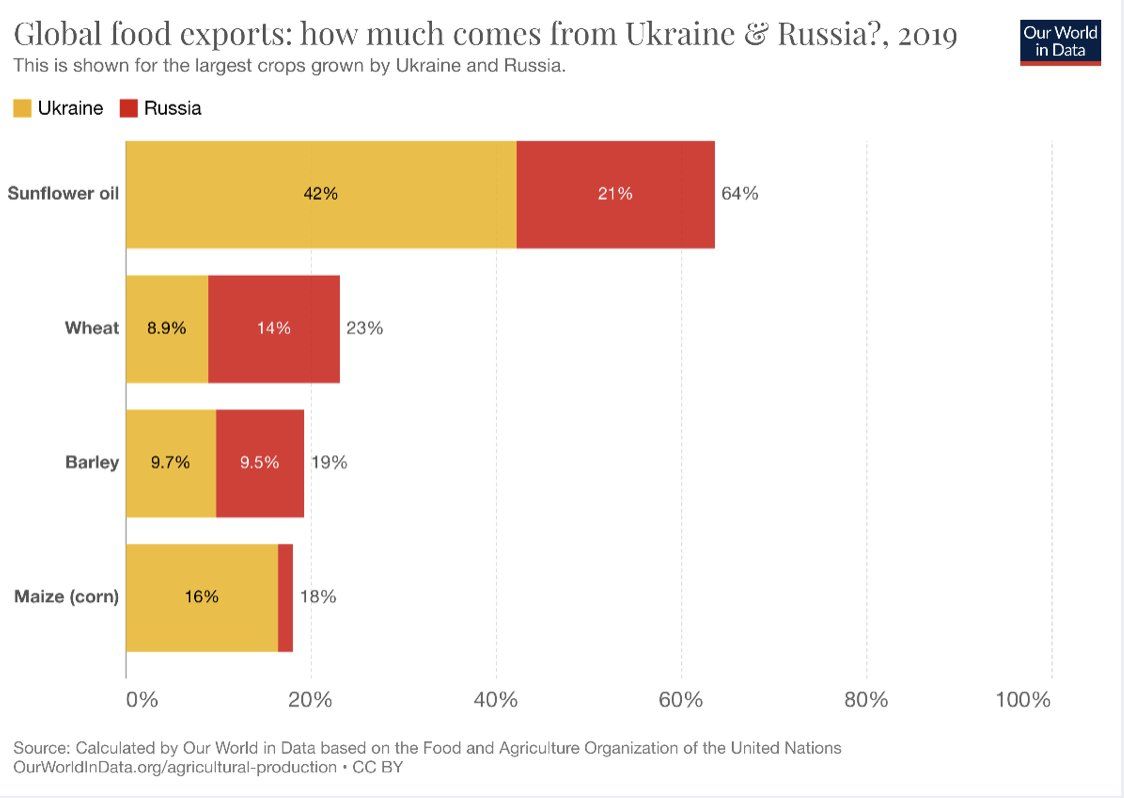 Global food exports: how much comes from Ukraine & Russia?, 2019
Our World
in Data
This is shown for the largest crops grown by Ukraine and Russia.
Ukraine Russia
Sunflower oil 42% 21% 64%
Wheat 8.9% 14% 23%
Barley 9.7% 9.5% 19%
Maize (corn) 16% 18%
0% 20% 40% 60% 80% 100%
Source: Calculated by Our World in Data based on the Food and Agriculture Organization of the United Nations
OurWorldInData.org/agricultural-production • CC BY